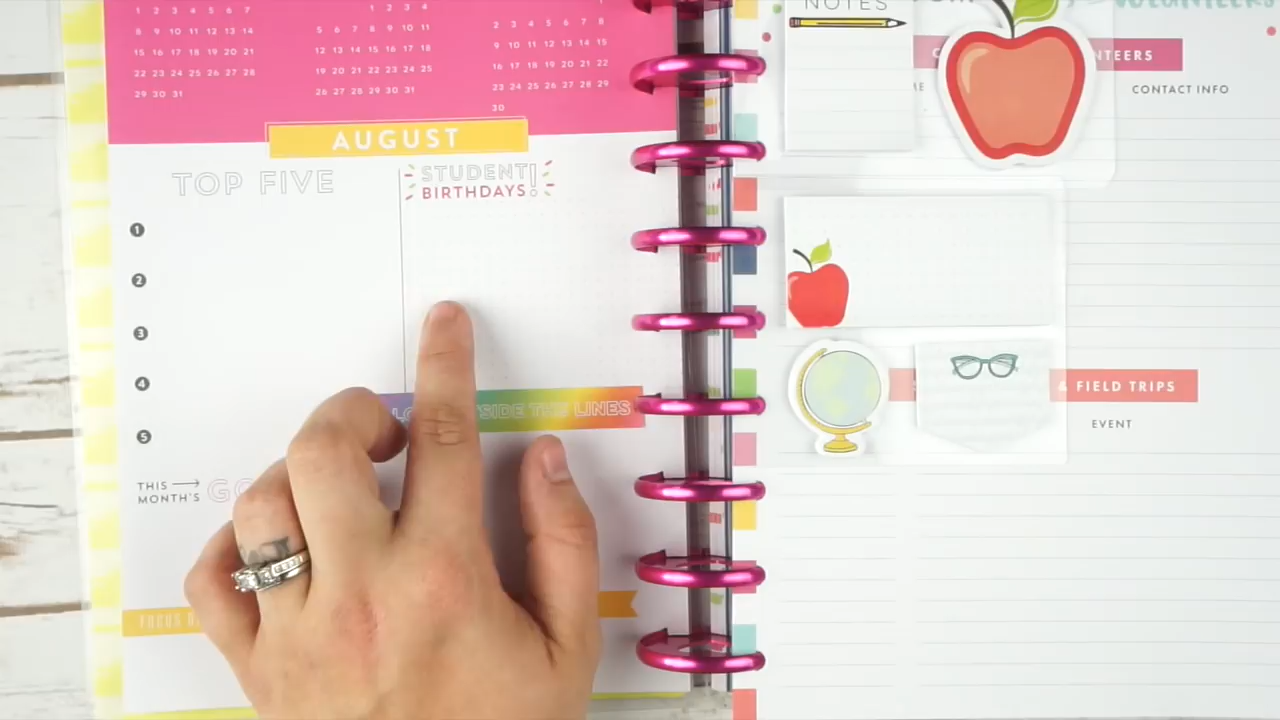 1 2 3 4 5 6 7
8 9 10 11 12 13 14
15 16 17 18 19 20 21
22 23 24 25 26 27 28
29 30 31
1 2 3 4
5 6 7 8 9 10 11
12 13 14 15 16 17 18
19 20 21 22 23 24 25
26 27 28 29 30 31
1
2 3 4 5 6 7 8
9 10 11 12 13 14 15
16 17 18 19 20 21 22
23 24 25 26 27 28 29
30
AUGUST
TOP FIVE
STUDENT!
BIRTHDAYS
1
2
3
4
5
THE LINES
THIS
MONTH'S
FOCUS
NOTES
VOLUNTEERS
CONTACT INFO
& FIELD TRIPS
EVENT